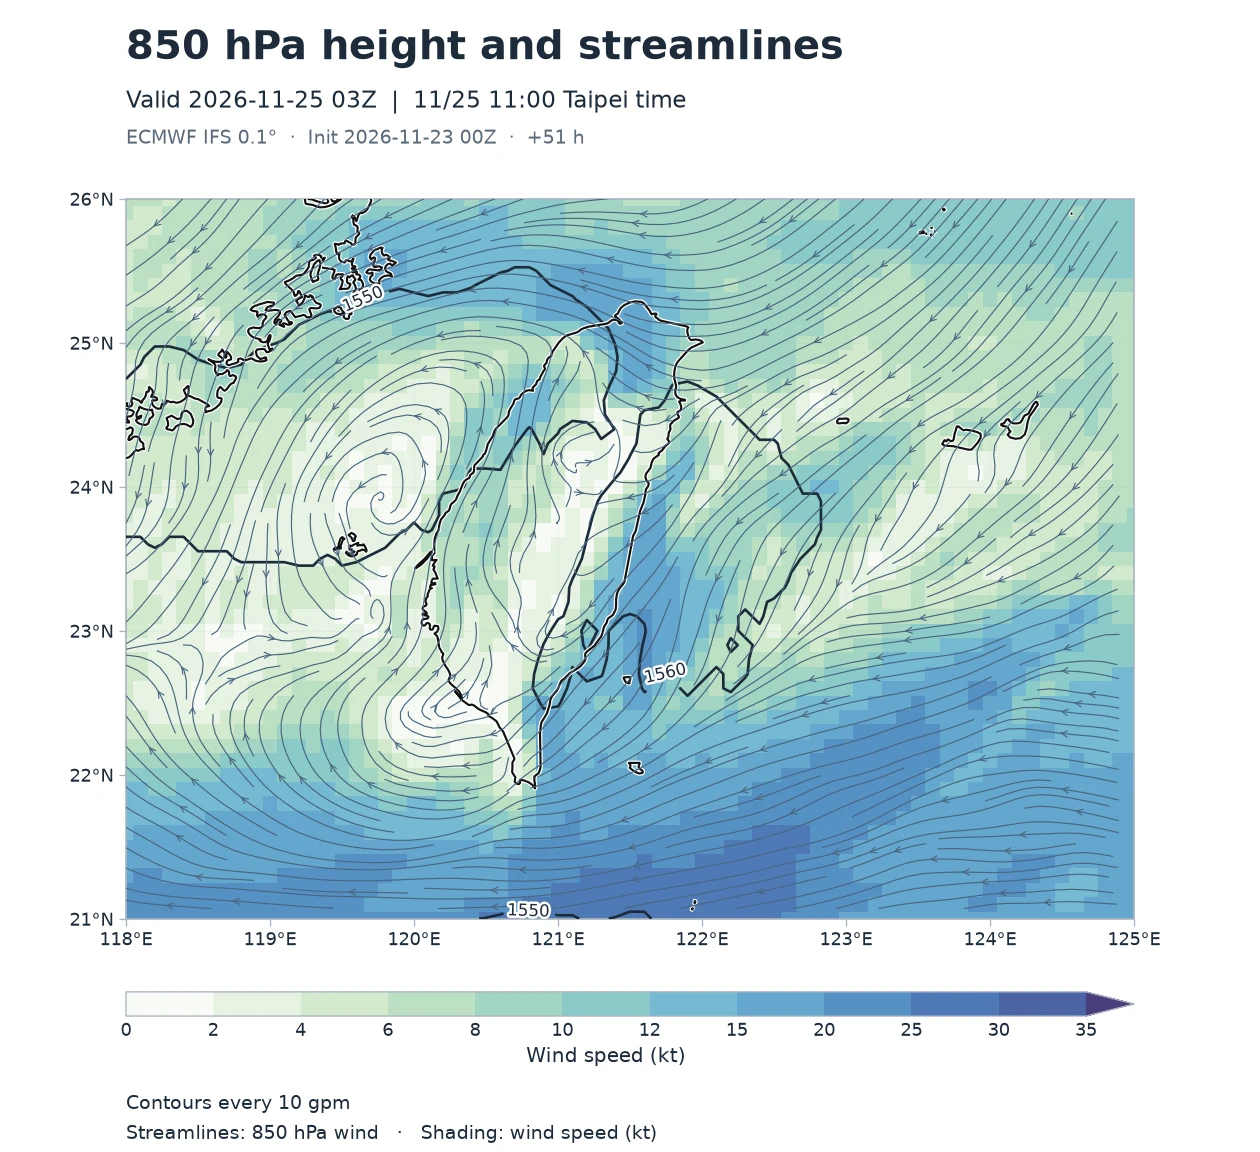 850 hPa height and streamlines
Valid 2026-11-25 03Z | 11/25 11:00 Taipei time
ECMWF IFS 0.1° · Init 2026-11-23 00Z · +51 h
26°N
1550
25°N
24°N
23°N
1560
22°N
1550
21°N
118°E 119°E 120°E 121°E 122°E 123°E 124°E 125°E
0 2 4 6 8 10 12 15 20 25 30 35
Wind speed (kt)
Contours every 10 gpm
Streamlines: 850 hPa wind · Shading: wind speed (kt)